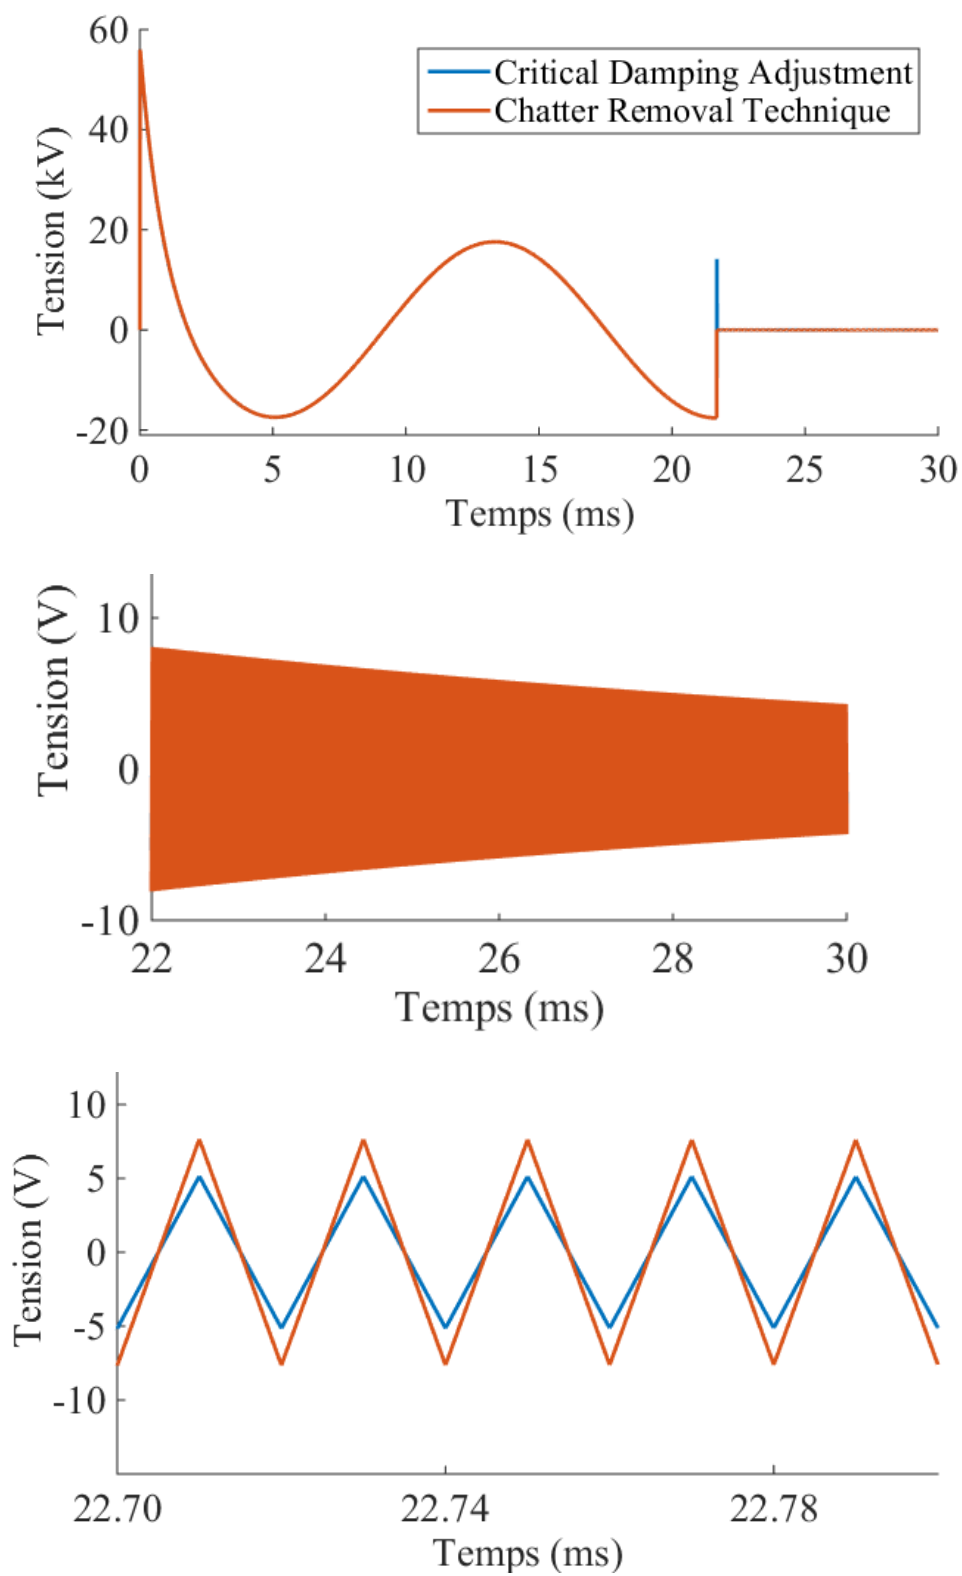 60
40
20
0
-20
Tension (kV)
Critical Damping Adjustment
Chatter Removal Technique
0 5 10 15 20 25 30
Temps (ms)
10
0
-10
Tension (V)
22 24 26 28 30
Temps (ms)
10
5
0
-5
-10
Tension (V)
22.70 22.74 22.78
Temps (ms)